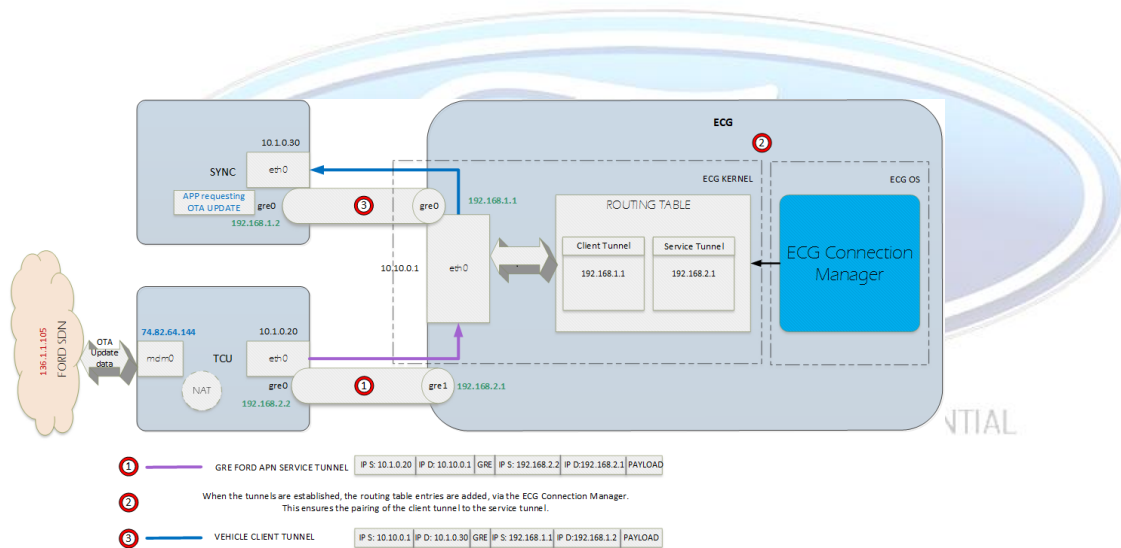 ECG
2
10.1.0.30
SYNC
eth0
APP requesting
OTA UPDATE
gre0
192.168.1.2
3
gre0
192.168.1.1
10.10.0.1
eth0
ECG KERNEL
ROUTING TABLE
Client Tunnel
192.168.1.1
Service Tunnel
192.168.2.1
ECG OS
ECG Connection
Manager
136.1.1.105
FORD SDN
OTA
Update
data
74.82.64.144
mdm0
TCU
NAT
10.1.0.20
eth0
gre0
192.168.2.2
1
gre1
192.168.2.1
NTIAL
1
GRE FORD APN SERVICE TUNNEL
IP S: 10.1.0.20 IP D: 10.10.0.1 GRE IP S: 192.168.2.2 IP D:192.168.2.1 PAYLOAD
2
When the tunnels are established, the routing table entries are added, via the ECG Connection Manager.
This ensures the pairing of the client tunnel to the service tunnel.
3
VEHICLE CLIENT TUNNEL
IP S: 10.10.0.1 IP D: 10.1.0.30 GRE IP S: 192.168.1.1 IP D:192.168.1.2 PAYLOAD